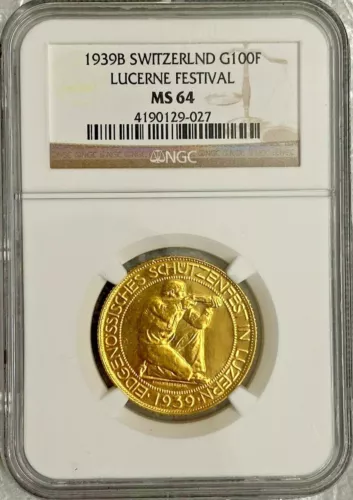 1939B SWITZERLND G100F
LUCERNE FESTIVAL
MS 64
4190129-027
NGC
EIDGENÖSSISCHES SCHÜTZENFEST IN LUZERN
· 1939 ·